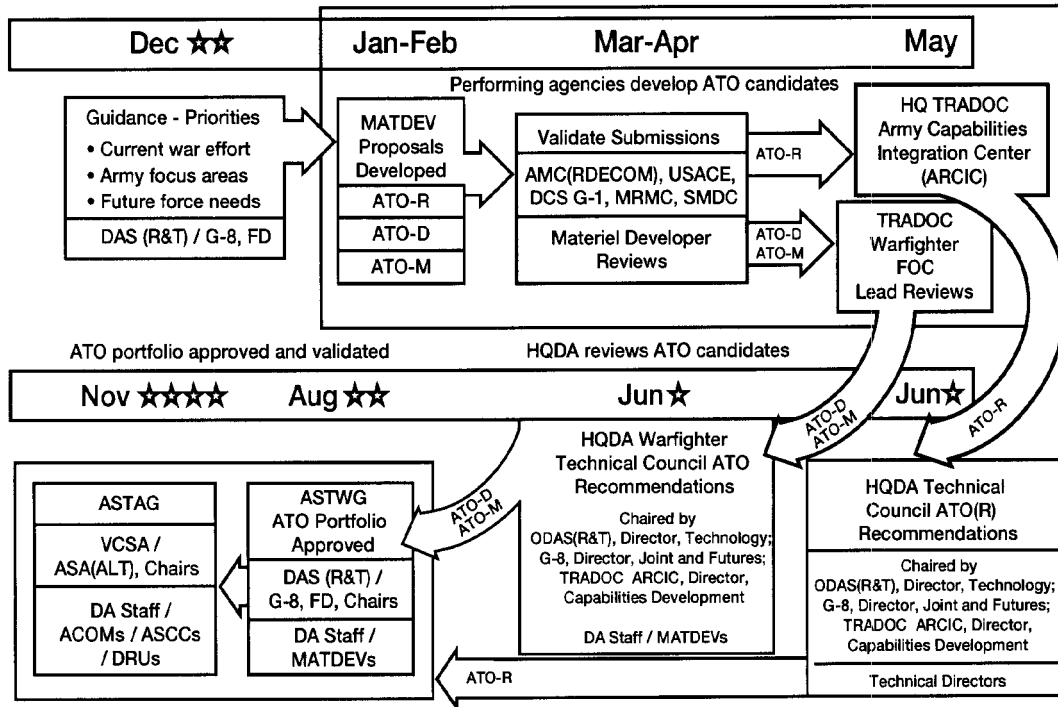 Dec ☆☆
Jan-Feb
Mar-Apr
May
Performing agencies develop ATO candidates
Guidance - Priorities
• Current war effort
• Army focus areas
• Future force needs
DAS (R&T) / G-8, FD
MATDEV
Proposals
Developed
ATO-R
ATO-D
ATO-M
Validate Submissions
AMC(RDECOM), USACE,
DCS G-1, MRMC, SMDC
Materiel Developer
Reviews
ATO-R
ATO-D
ATO-M
HQ TRADOC
Army Capabilities
Integration Center
(ARCIC)
TRADOC
Warfighter
FOC
Lead Reviews
ATO portfolio approved and validated
HQDA reviews ATO candidates
Nov ☆☆☆☆
Aug ☆☆
Jun ☆
Jun ☆
ATO-D
ATO-M
ATO-R
ASTAG
VCSA /
ASA(ALT), Chairs
DA Staff /
ACOMs / ASCCs
/ DRUs
ASTWG
ATO Portfolio
Approved
DAS (R&T) /
G-8, FD, Chairs
DA Staff /
MATDEVs
ATO-D
ATO-M
HQDA Warfighter
Technical Council ATO
Recommendations
Chaired by
ODAS(R&T), Director, Technology;
G-8, Director, Joint and Futures;
TRADOC ARCIC, Director,
Capabilities Development
DA Staff / MATDEVs
HQDA Technical
Council ATO(R)
Recommendations
Chaired by
ODAS(R&T), Director, Technology;
G-8, Director, Joint and Futures;
TRADOC ARCIC, Director,
Capabilities Development
Technical Directors
ATO-R